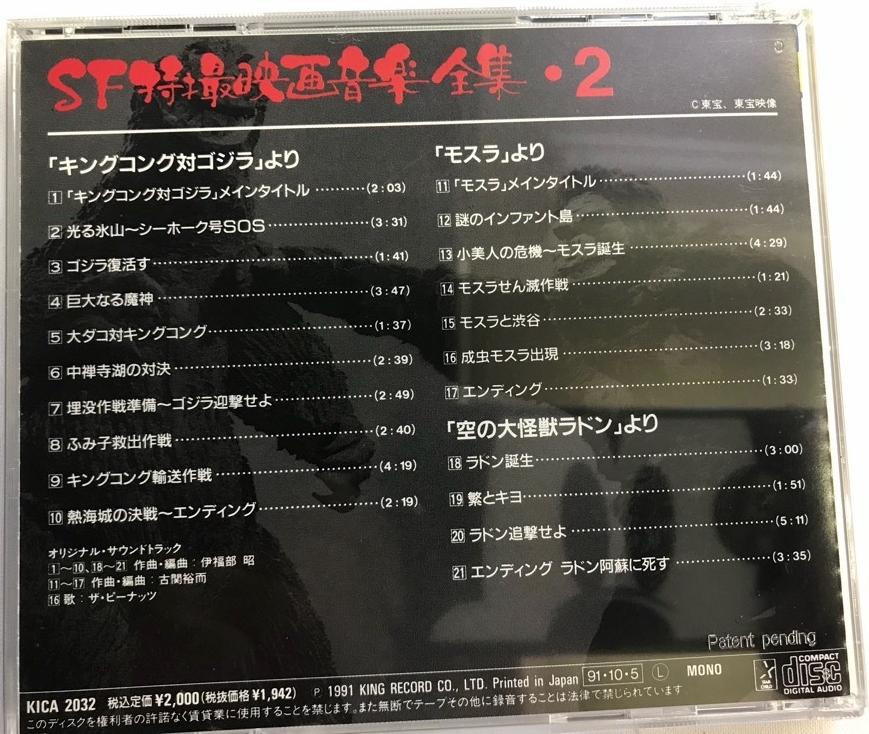 SF特撮映画音楽全集・2
C東宝、東宝映像
「キングコング対ゴジラ」より
1 「キングコング対ゴジラ」メインタイトル ··········(2:03)
2 光る氷山〜シーホーク号SOS ··········(3:31)
3 ゴジラ復活す ··········(1:41)
4 巨大なる魔神 ··········(3:47)
5 大ダコ対キングコング ··········(1:37)
6 中禅寺湖の対決 ··········(2:39)
7 埋没作戦準備〜ゴジラ迎撃せよ ··········(2:49)
8 ふみ子救出作戦 ··········(2:40)
9 キングコング輸送作戦 ··········(4:19)
10 熱海城の決戦〜エンディング ··········(2:19)
オリジナル・サウンドトラック
1〜10、18〜21 作曲・編曲:伊福部 昭
11〜17 作曲・編曲:古関裕而
16 歌:ザ・ピーナッツ
「モスラ」より
11 「モスラ」メインタイトル ··········(1:44)
12 謎のインファント島 ··········(1:44)
13 小美人の危機〜モスラ誕生 ··········(4:29)
14 モスラせん滅作戦 ··········(1:21)
15 モスラと渋谷 ··········(2:33)
16 成虫モスラ出現 ··········(3:18)
17 エンディング ··········(1:33)
「空の大怪獣ラドン」より
18 ラドン誕生 ··········(3:00)
19 繁とキヨ ··········(1:51)
20 ラドン追撃せよ ··········(5:11)
21 エンディング ラドン阿蘇に死す ··········(3:35)
Patent pending
KICA 2032 税込定価¥2,000(税抜価格¥1,942) P 1991 KING RECORD CO., LTD. Printed in Japan 91・10・5 L MONO
STAR CHILD
COMPACT disc DIGITAL AUDIO
このディスクを権利者の許諾なく賃貸業に使用することを禁じます。また無断でテープその他に録音することは法律で禁じられています